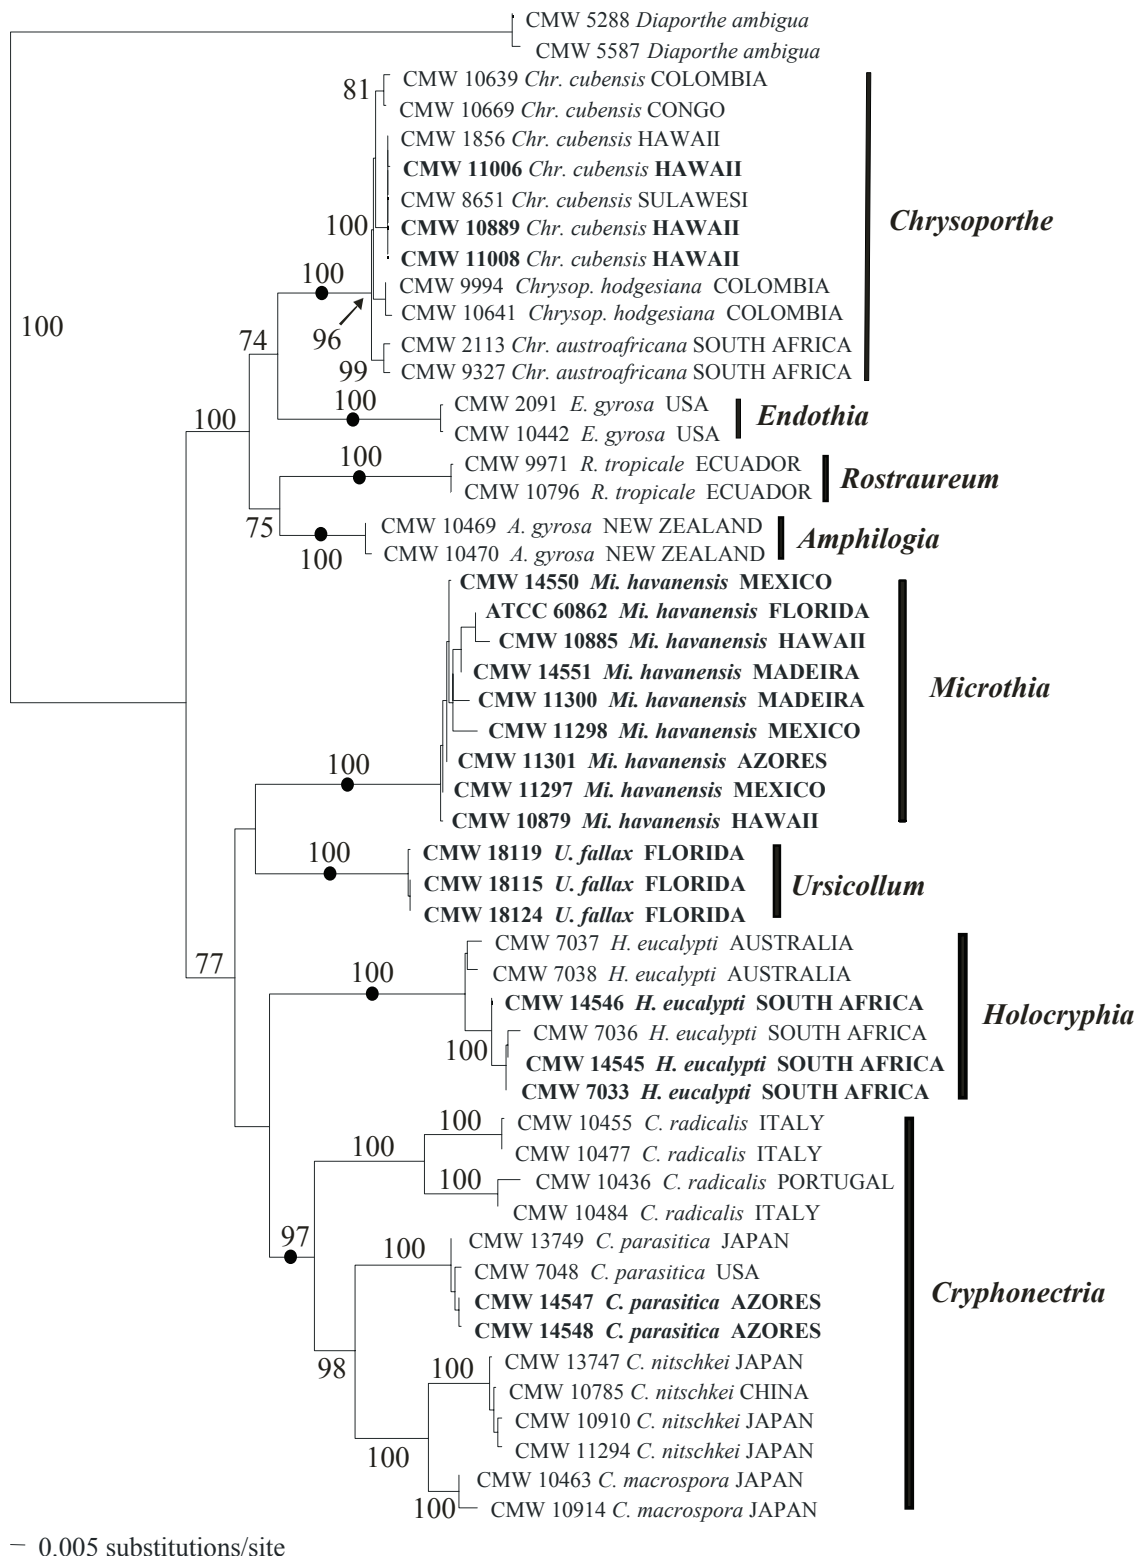 CMW 5288 Diaporthe ambigua
CMW 5587 Diaporthe ambigua
CMW 10639 Chr. cubensis COLOMBIA
81
CMW 10669 Chr. cubensis CONGO
CMW 1856 Chr. cubensis HAWAII
CMW 11006 Chr. cubensis HAWAII
CMW 8651 Chr. cubensis SULAWESI
100
CMW 10889 Chr. cubensis HAWAII
Chrysoporthe
CMW 11008 Chr. cubensis HAWAII
100
CMW 9994 Chrysop. hodgesiana COLOMBIA
CMW 10641 Chrysop. hodgesiana COLOMBIA
100
74
96
CMW 2113 Chr. austroafricana SOUTH AFRICA
99
CMW 9327 Chr. austroafricana SOUTH AFRICA
100
CMW 2091 E. gyrosa USA
Endothia
100
CMW 10442 E. gyrosa USA
100
CMW 9971 R. tropicale ECUADOR
Rostraureum
CMW 10796 R. tropicale ECUADOR
75
CMW 10469 A. gyrosa NEW ZEALAND
Amphilogia
100
CMW 10470 A. gyrosa NEW ZEALAND
CMW 14550 Mi. havanensis MEXICO
ATCC 60862 Mi. havanensis FLORIDA
CMW 10885 Mi. havanensis HAWAII
CMW 14551 Mi. havanensis MADEIRA
Microthia
CMW 11300 Mi. havanensis MADEIRA
CMW 11298 Mi. havanensis MEXICO
100
CMW 11301 Mi. havanensis AZORES
CMW 11297 Mi. havanensis MEXICO
CMW 10879 Mi. havanensis HAWAII
100
CMW 18119 U. fallax FLORIDA
CMW 18115 U. fallax FLORIDA
Ursicollum
CMW 18124 U. fallax FLORIDA
77
CMW 7037 H. eucalypti AUSTRALIA
100
CMW 7038 H. eucalypti AUSTRALIA
CMW 14546 H. eucalypti SOUTH AFRICA
Holocryphia
CMW 7036 H. eucalypti SOUTH AFRICA
100
CMW 14545 H. eucalypti SOUTH AFRICA
CMW 7033 H. eucalypti SOUTH AFRICA
100
CMW 10455 C. radicalis ITALY
100
CMW 10477 C. radicalis ITALY
100
CMW 10436 C. radicalis PORTUGAL
CMW 10484 C. radicalis ITALY
97
100
CMW 13749 C. parasitica JAPAN
CMW 7048 C. parasitica USA
Cryphonectria
CMW 14547 C. parasitica AZORES
CMW 14548 C. parasitica AZORES
98
100
CMW 13747 C. nitschkei JAPAN
CMW 10785 C. nitschkei CHINA
CMW 10910 C. nitschkei JAPAN
100
CMW 11294 C. nitschkei JAPAN
CMW 10463 C. macrospora JAPAN
100
CMW 10914 C. macrospora JAPAN
0.005 substitutions/site